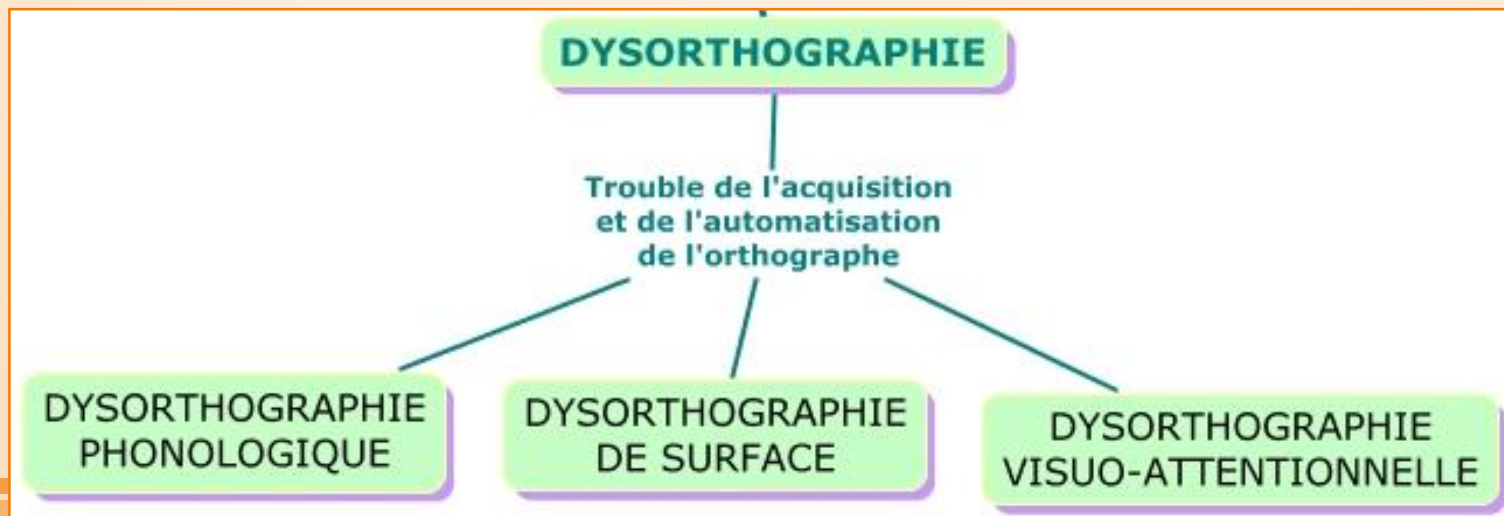 DYSORTHOGRAPHIE
Trouble de l'acquisition
et de l'automatisation
de l'orthographe
DYSORTHOGRAPHIE
PHONOLOGIQUE
DYSORTHOGRAPHIE
DE SURFACE
DYSORTHOGRAPHIE
VISUO-ATTENTIONNELLE